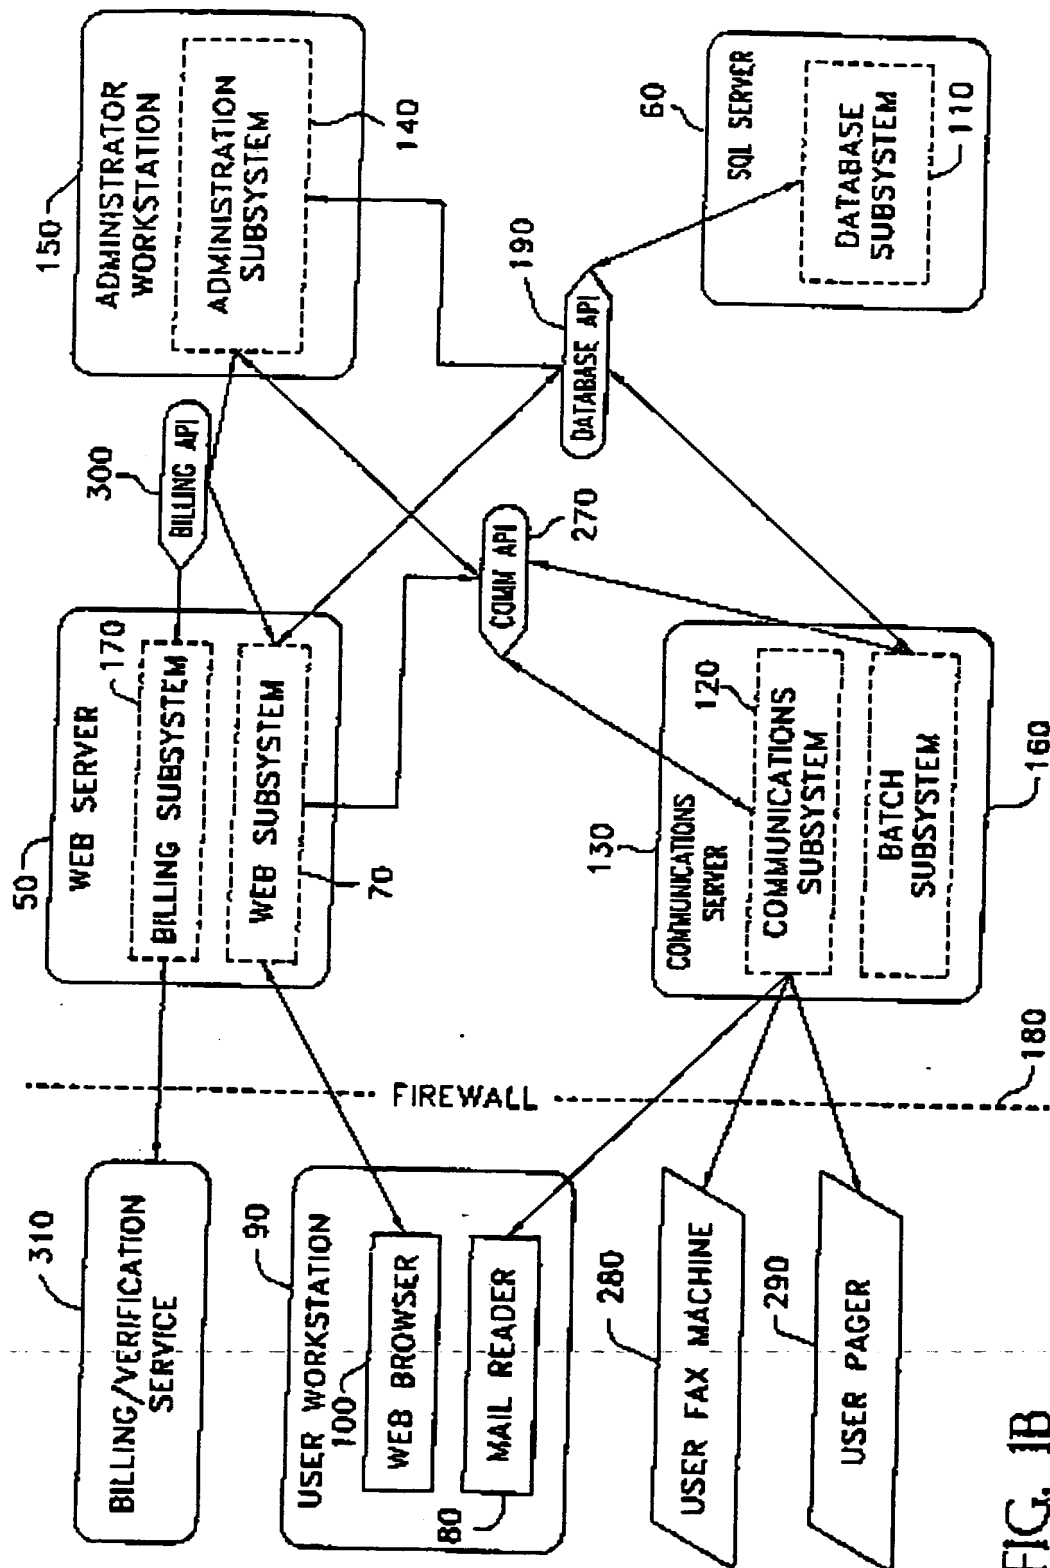 310
BILLING/VERIFICATION
SERVICE
90
USER WORKSTATION
100
WEB BROWSER
MAIL READER
80
280
USER FAX MACHINE
290
USER PAGER
FIREWALL
180
50
WEB SERVER
170
BILLING SUBSYSTEM
WEB SUBSYSTEM
70
130
COMMUNICATIONS
SERVER
120
COMMUNICATIONS
SUBSYSTEM
BATCH
SUBSYSTEM
160
300
BILLING API
COMM API
270
DATABASE API
190
150
ADMINISTRATOR
WORKSTATION
ADMINISTRATION
SUBSYSTEM
140
60
SQL SERVER
DATABASE
SUBSYSTEM
110
FIG. 1B